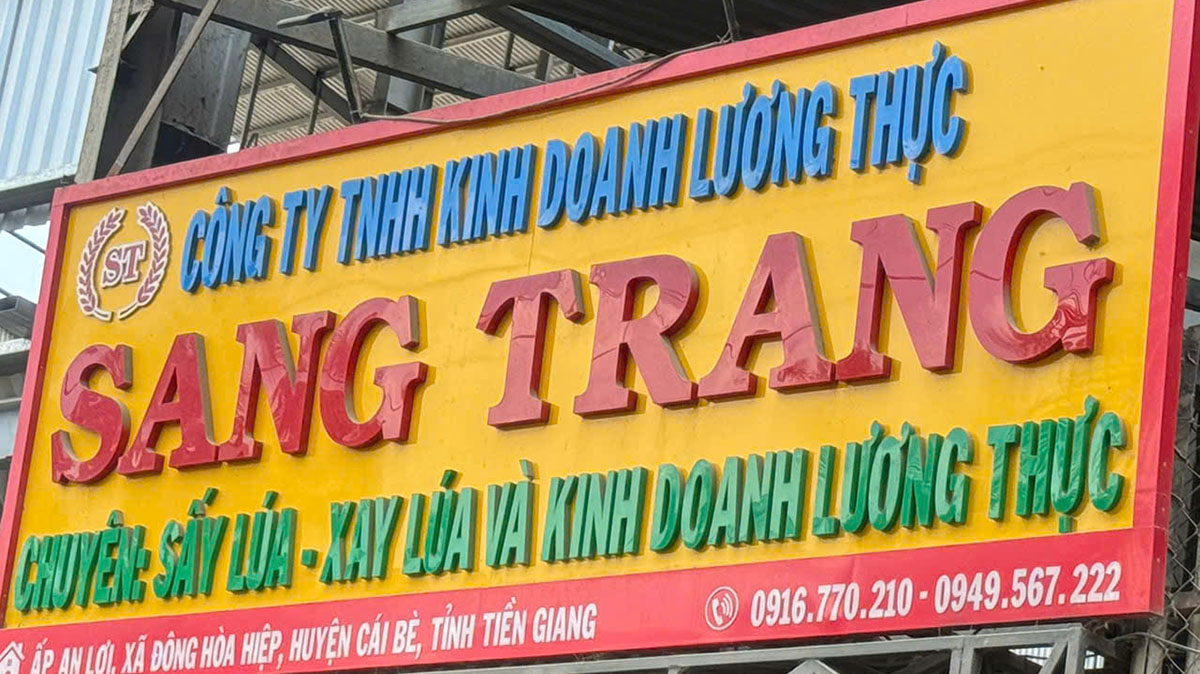 ST
CÔNG TY TNHH KINH DOANH LƯƠNG THỰC
SANG TRANG
CHUYÊN: SẤY LÚA - XAY LÚA VÀ KINH DOANH LƯƠNG THỰC
ẤP AN LỢI, XÃ ĐÔNG HÒA HIỆP, HUYỆN CÁI BÈ, TỈNH TIỀN GIANG
0916.770.210 - 0949.567.222